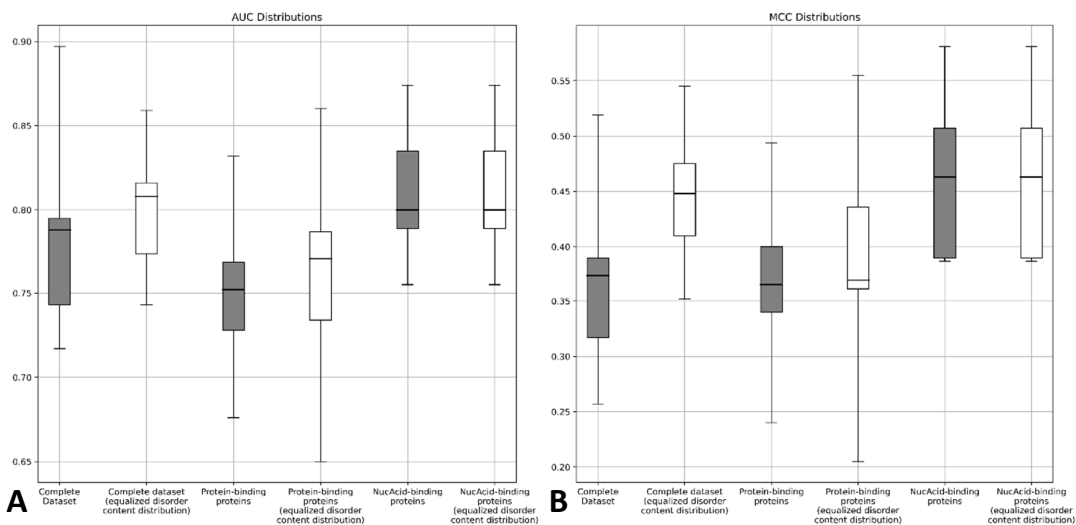 AUC Distributions
0.90
0.85
0.80
0.75
0.70
0.65
A
Complete
Dataset
Complete dataset
(equalized disorder
content distribution)
Protein-binding
proteins
Protein-binding
proteins
(equalized disorder
content distribution)
NucAcid-binding
proteins
NucAcid-binding
proteins
(equalized disorder
content distribution)
MCC Distributions
0.55
0.50
0.45
0.40
0.35
0.30
0.25
0.20
B
Complete
Dataset
Complete dataset
(equalized disorder
content distribution)
Protein-binding
proteins
Protein-binding
proteins
(equalized disorder
content distribution)
NucAcid-binding
proteins
NucAcid-binding
proteins
(equalized disorder
content distribution)